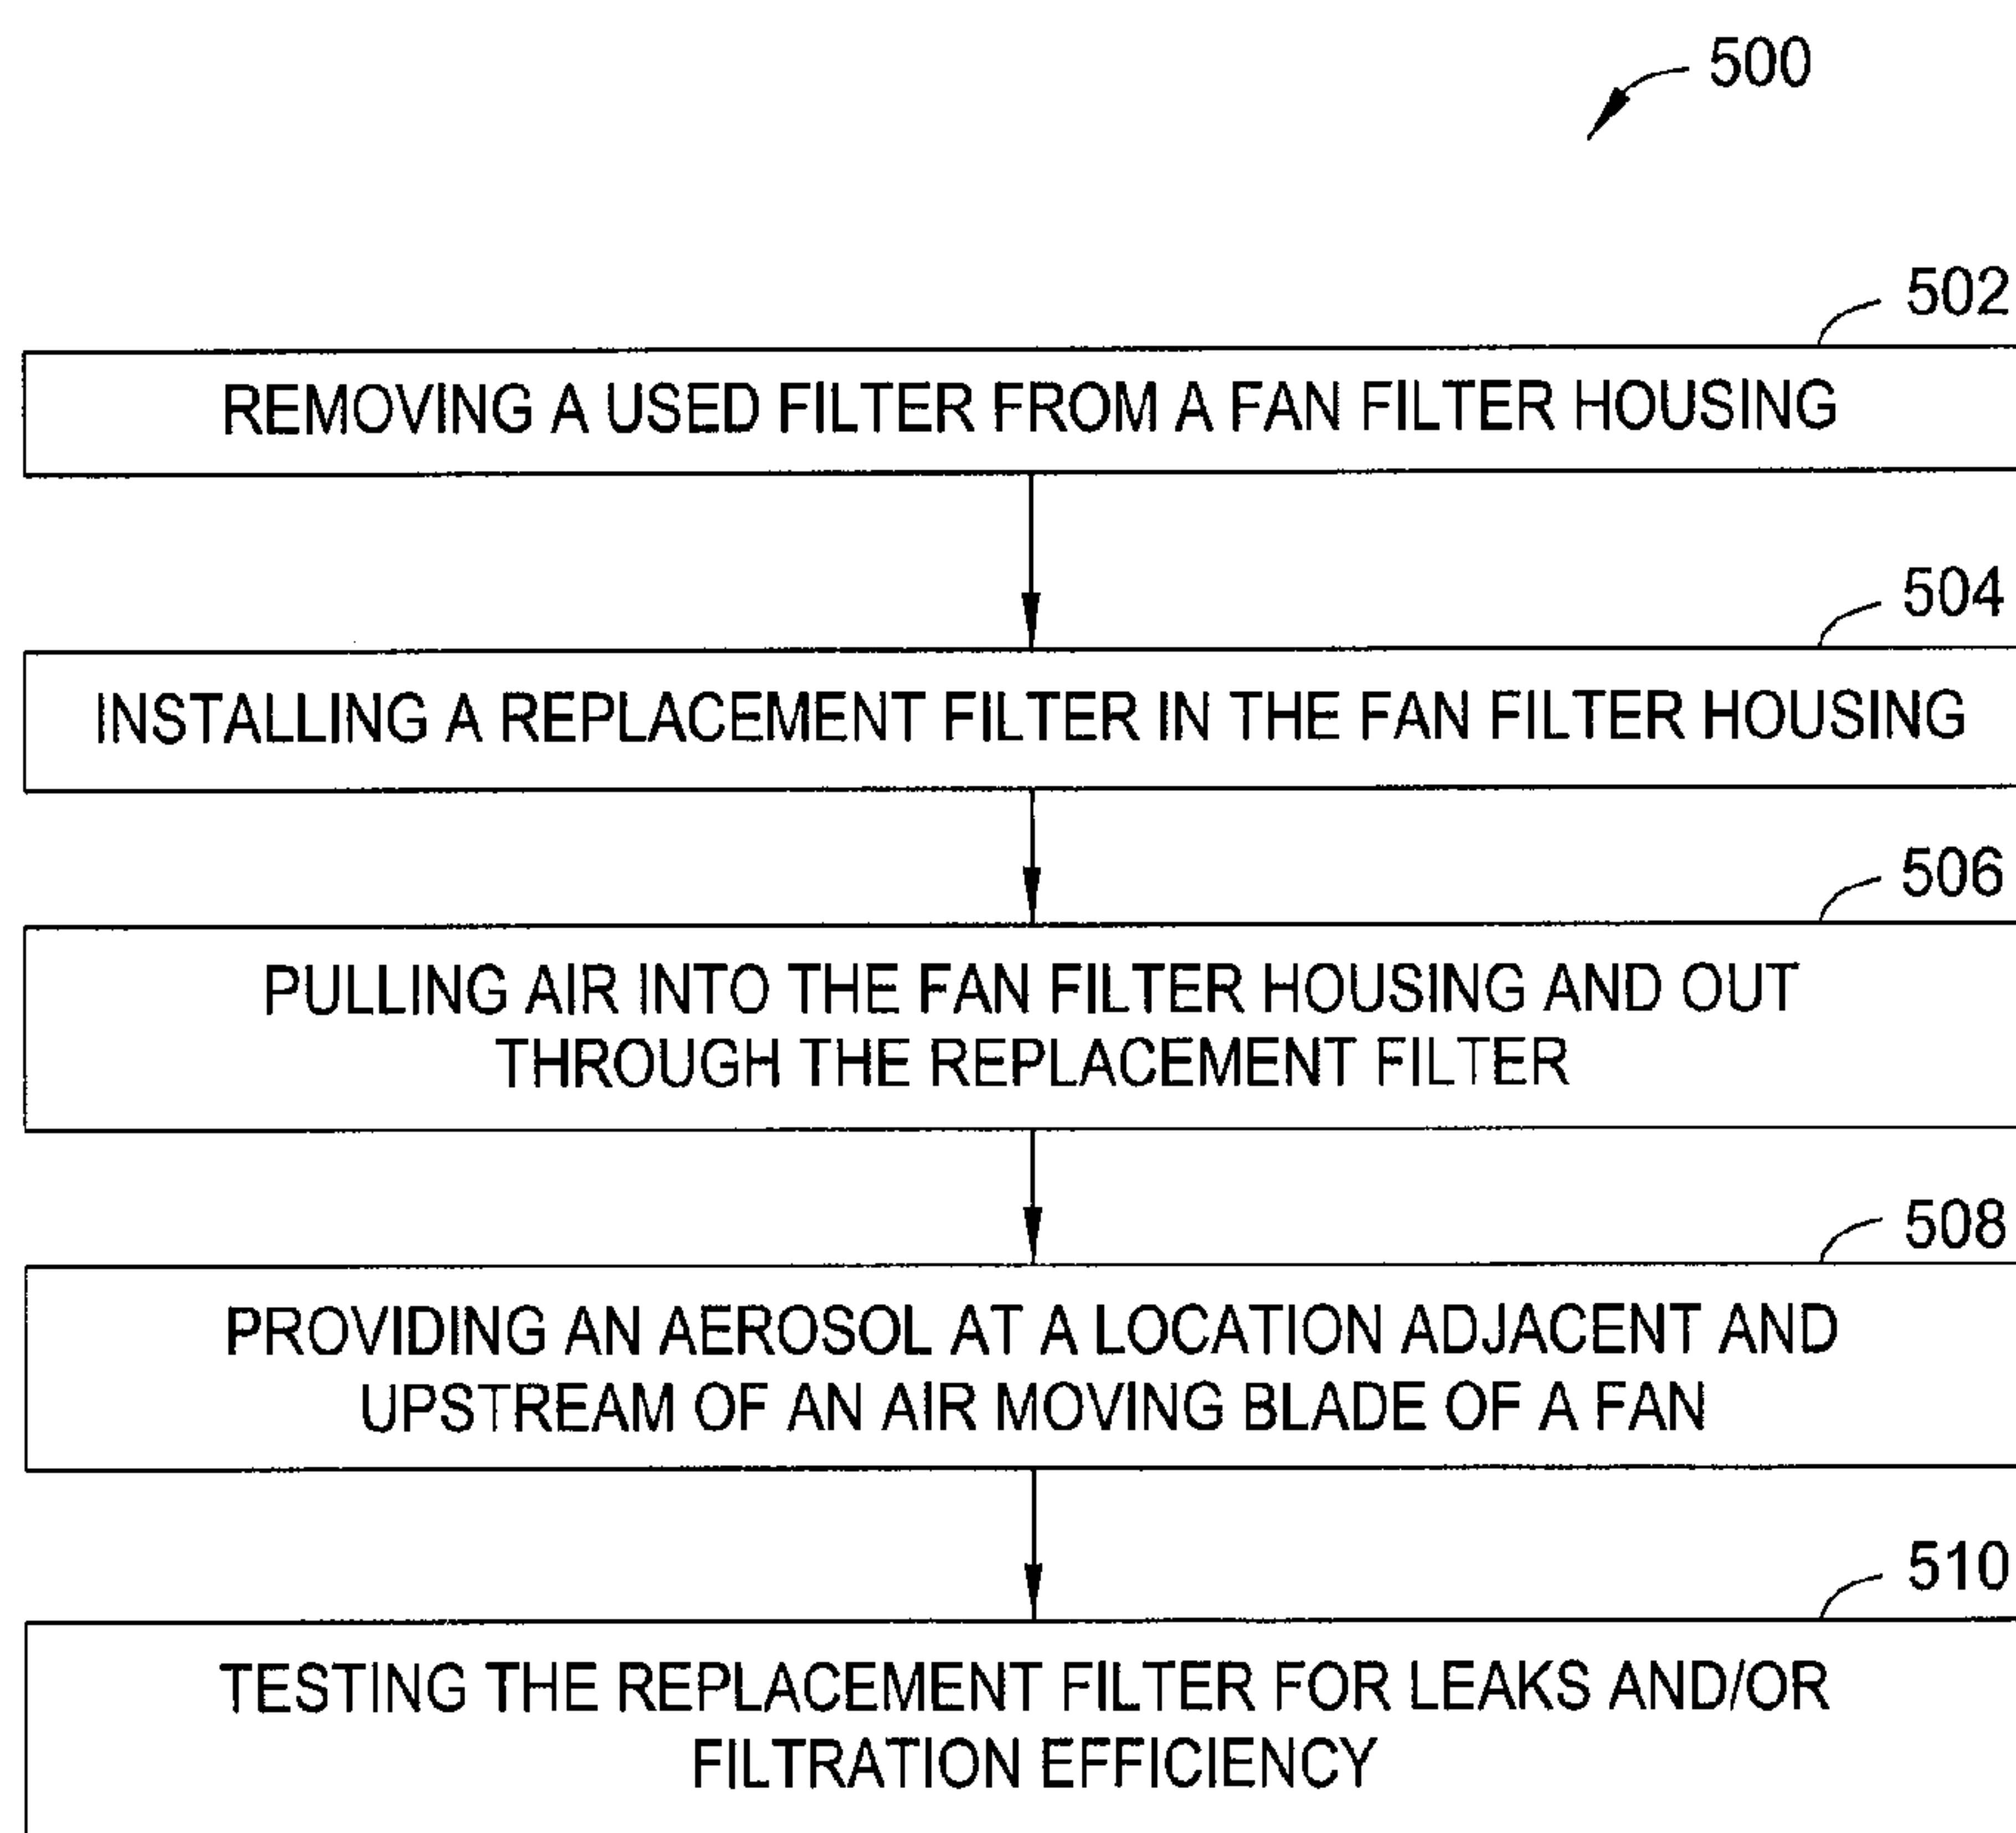 500
502
REMOVING A USED FILTER FROM A FAN FILTER HOUSING
504
INSTALLING A REPLACEMENT FILTER IN THE FAN FILTER HOUSING
506
PULLING AIR INTO THE FAN FILTER HOUSING AND OUT
THROUGH THE REPLACEMENT FILTER
508
PROVIDING AN AEROSOL AT A LOCATION ADJACENT AND
UPSTREAM OF AN AIR MOVING BLADE OF A FAN
510
TESTING THE REPLACEMENT FILTER FOR LEAKS AND/OR
FILTRATION EFFICIENCY